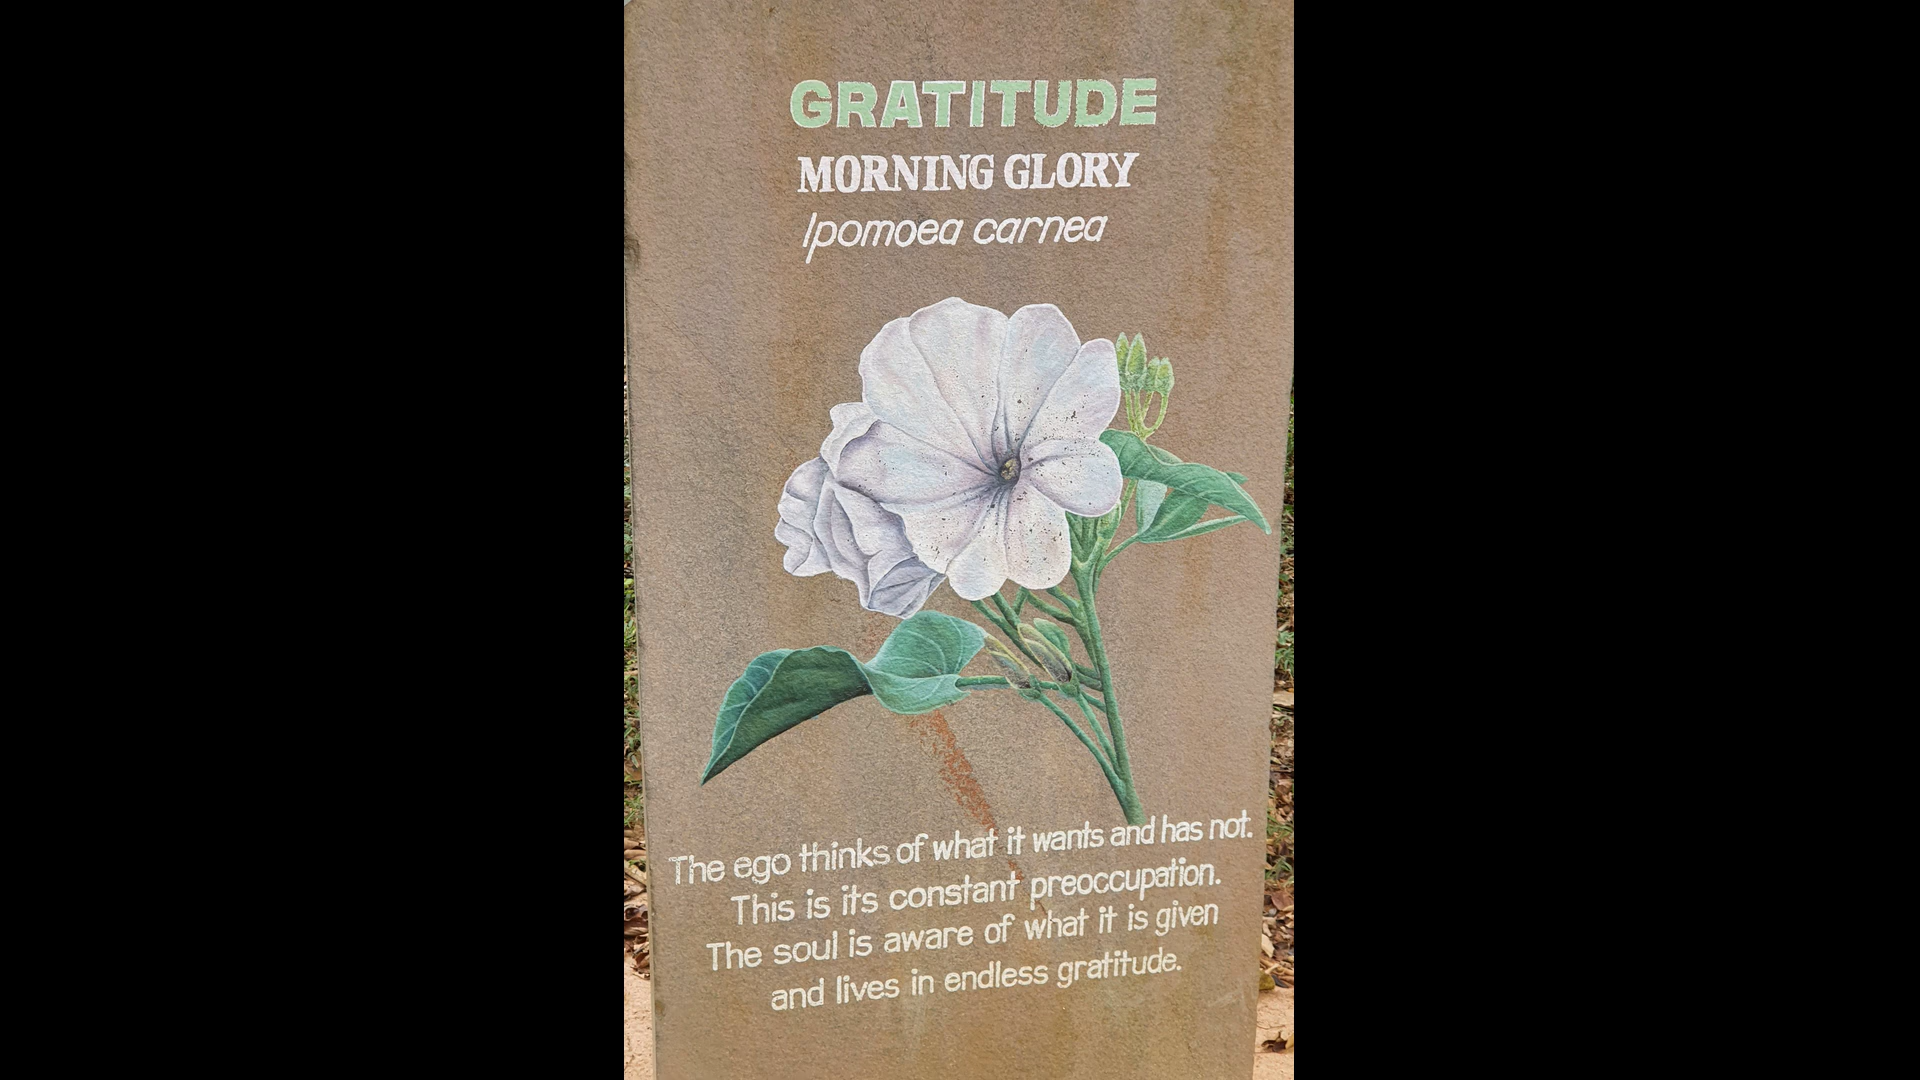 GRATITUDE
MORNING GLORY
Ipomoea carnea
The ego thinks of what it wants and has not.
This is its constant preoccupation.
The soul is aware of what it is given
and lives in endless gratitude.